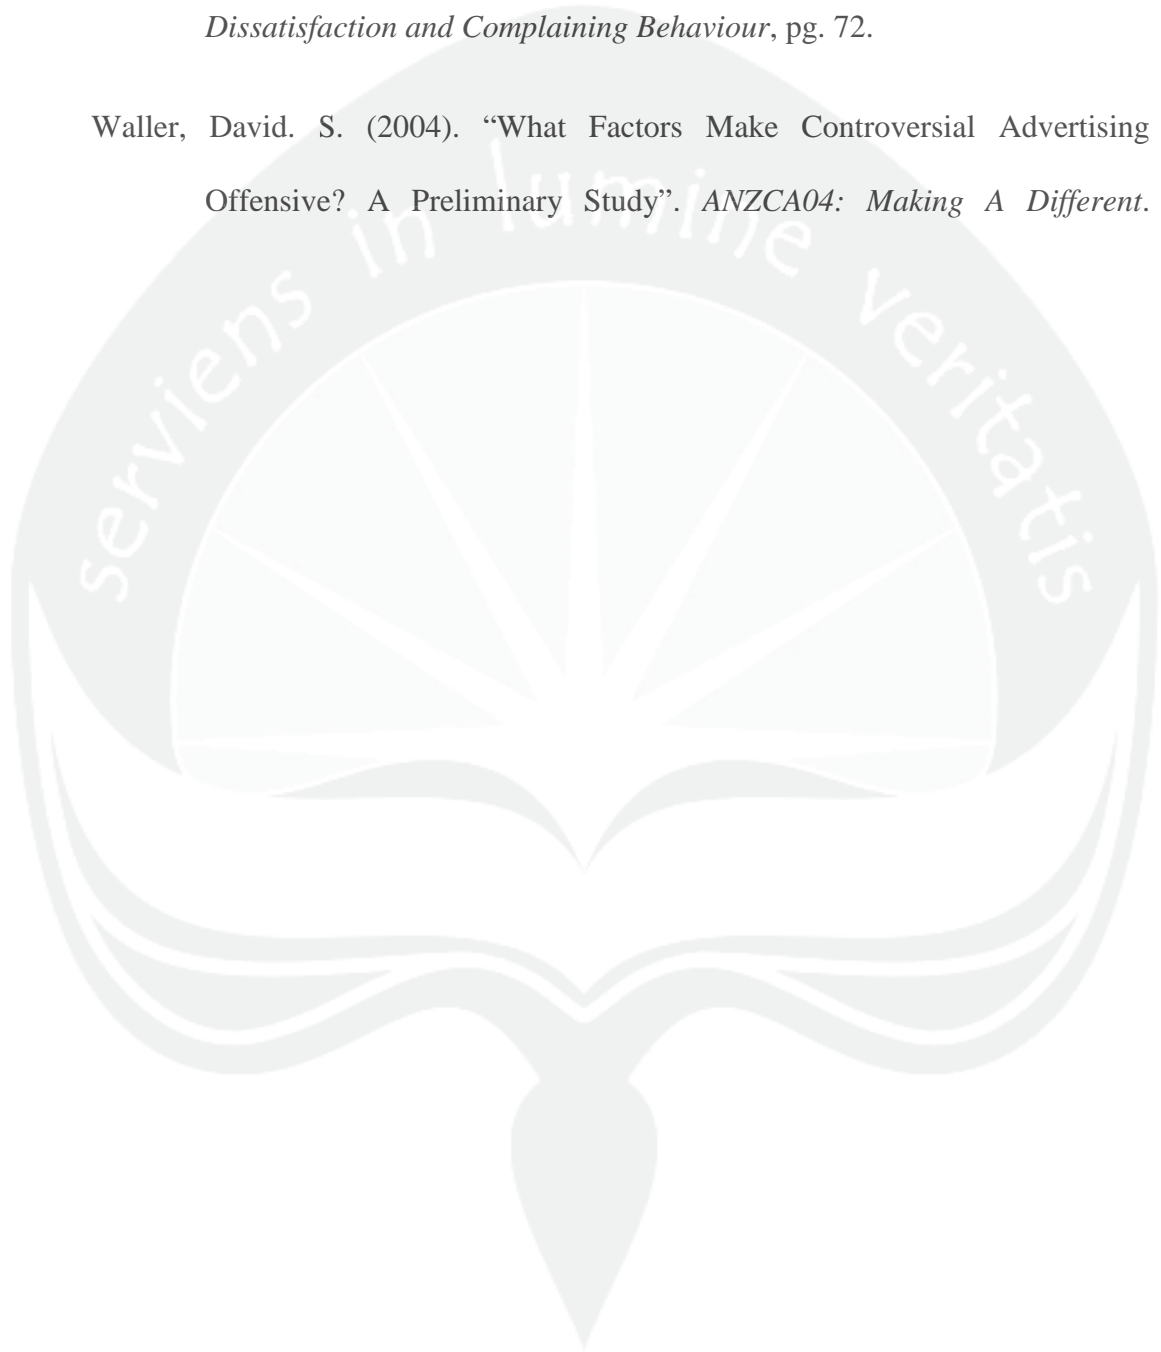 Dissatisfaction and Complaining Behaviour, pg. 72.
Waller, David. S. (2004). “What Factors Make Controversial Advertising
Offensive? A Preliminary Study”. ANZCA04: Making A Different.
serviens in lumine veritatis